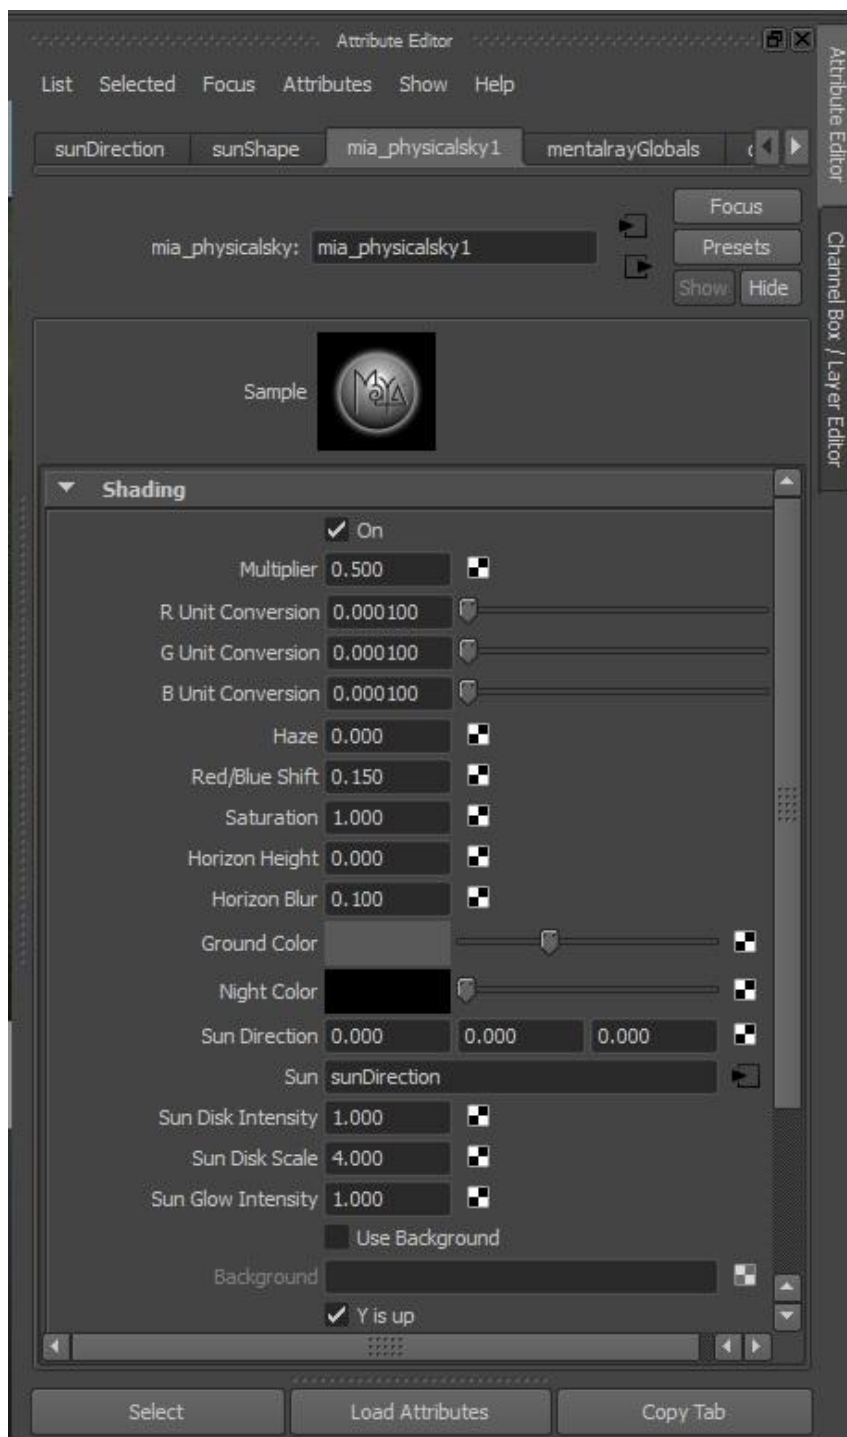 Attribute Editor
List Selected Focus Attributes Show Help
sunDirection sunShape mia_physicalsky1 mentalrayGlobals
mia_physicalsky: mia_physicalsky1
Focus
Presets
Show Hide
Sample
MAYA
Shading
On
Multiplier 0.500
R Unit Conversion 0.000100
G Unit Conversion 0.000100
B Unit Conversion 0.000100
Haze 0.000
Red/Blue Shift 0.150
Saturation 1.000
Horizon Height 0.000
Horizon Blur 0.100
Ground Color
Night Color
Sun Direction 0.000 0.000 0.000
Sun sunDirection
Sun Disk Intensity 1.000
Sun Disk Scale 4.000
Sun Glow Intensity 1.000
Use Background
Background
Y is up
Select Load Attributes Copy Tab
Attribute Editor
Channel Box / Layer Editor